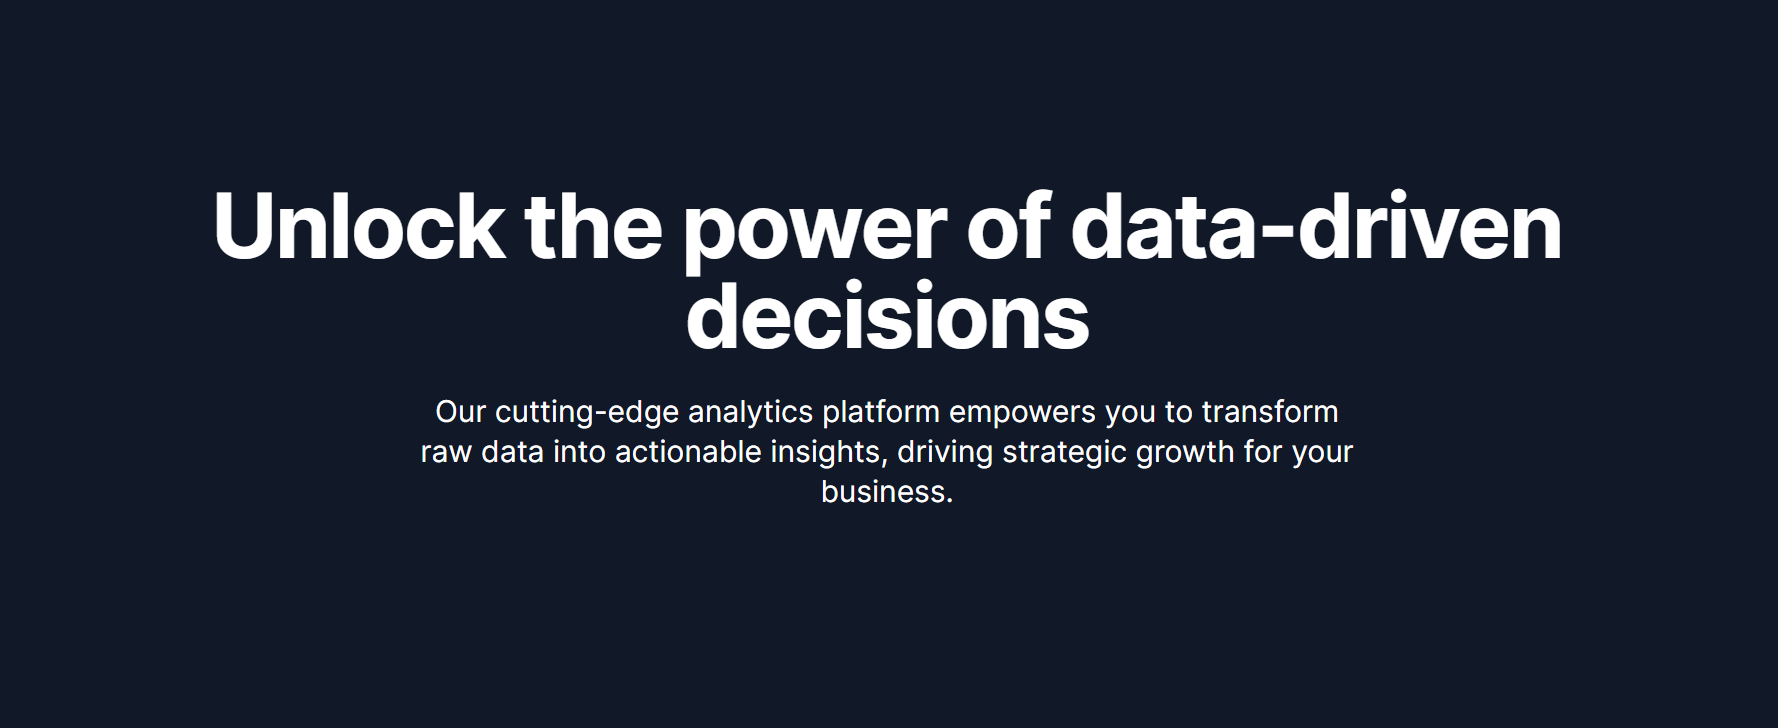 Unlock the power of data-driven
decisions
Our cutting-edge analytics platform empowers you to transform
raw data into actionable insights, driving strategic growth for your
business.